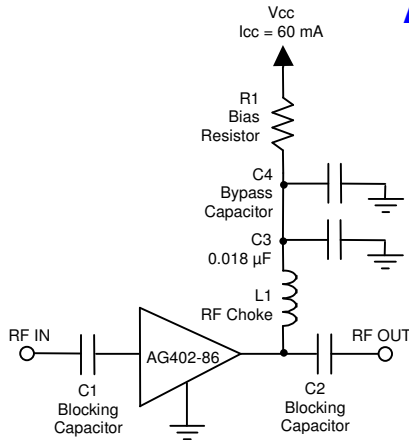 Vcc
Icc = 60 mA
R1
Bias
Resistor
C4
Bypass
Capacitor
C3
0.018 µF
L1
RF Choke
RF IN
AG402-86
RF OUT
C1
Blocking
Capacitor
C2
Blocking
Capacitor